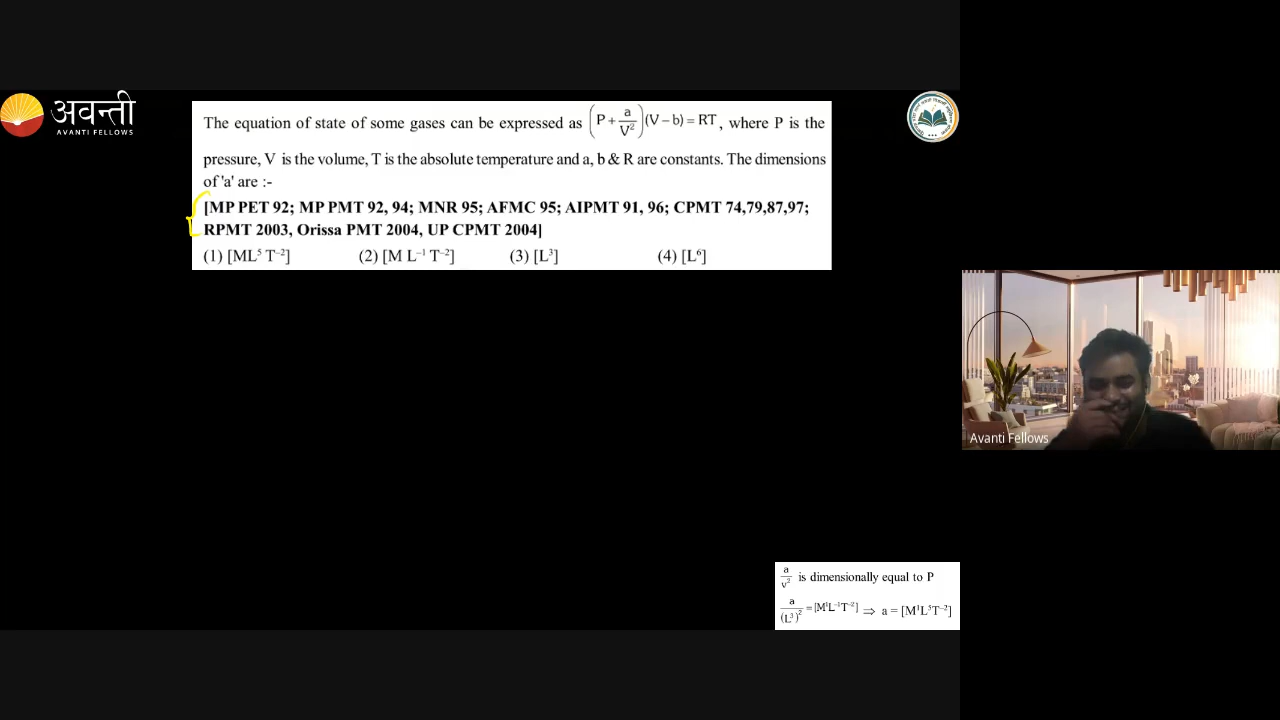 अवन्ती
AVANTI FELLOWS
The equation of state of some gases can be expressed as (P + a/V²)(V – b) = RT, where P is the
pressure, V is the volume, T is the absolute temperature and a, b & R are constants. The dimensions
of 'a' are :-
[MP PET 92; MP PMT 92, 94; MNR 95; AFMC 95; AIPMT 91, 96; CPMT 74,79,87,97;
RPMT 2003, Orissa PMT 2004, UP CPMT 2004]
(1) [ML⁵ T⁻²] (2) [M L⁻¹ T⁻²] (3) [L³] (4) [L⁶]
Avanti Fellows
a/v² is dimensionally equal to P
a/(L³)² = [M¹L⁻¹T⁻²] ⇒ a = [M¹L⁵T⁻²]